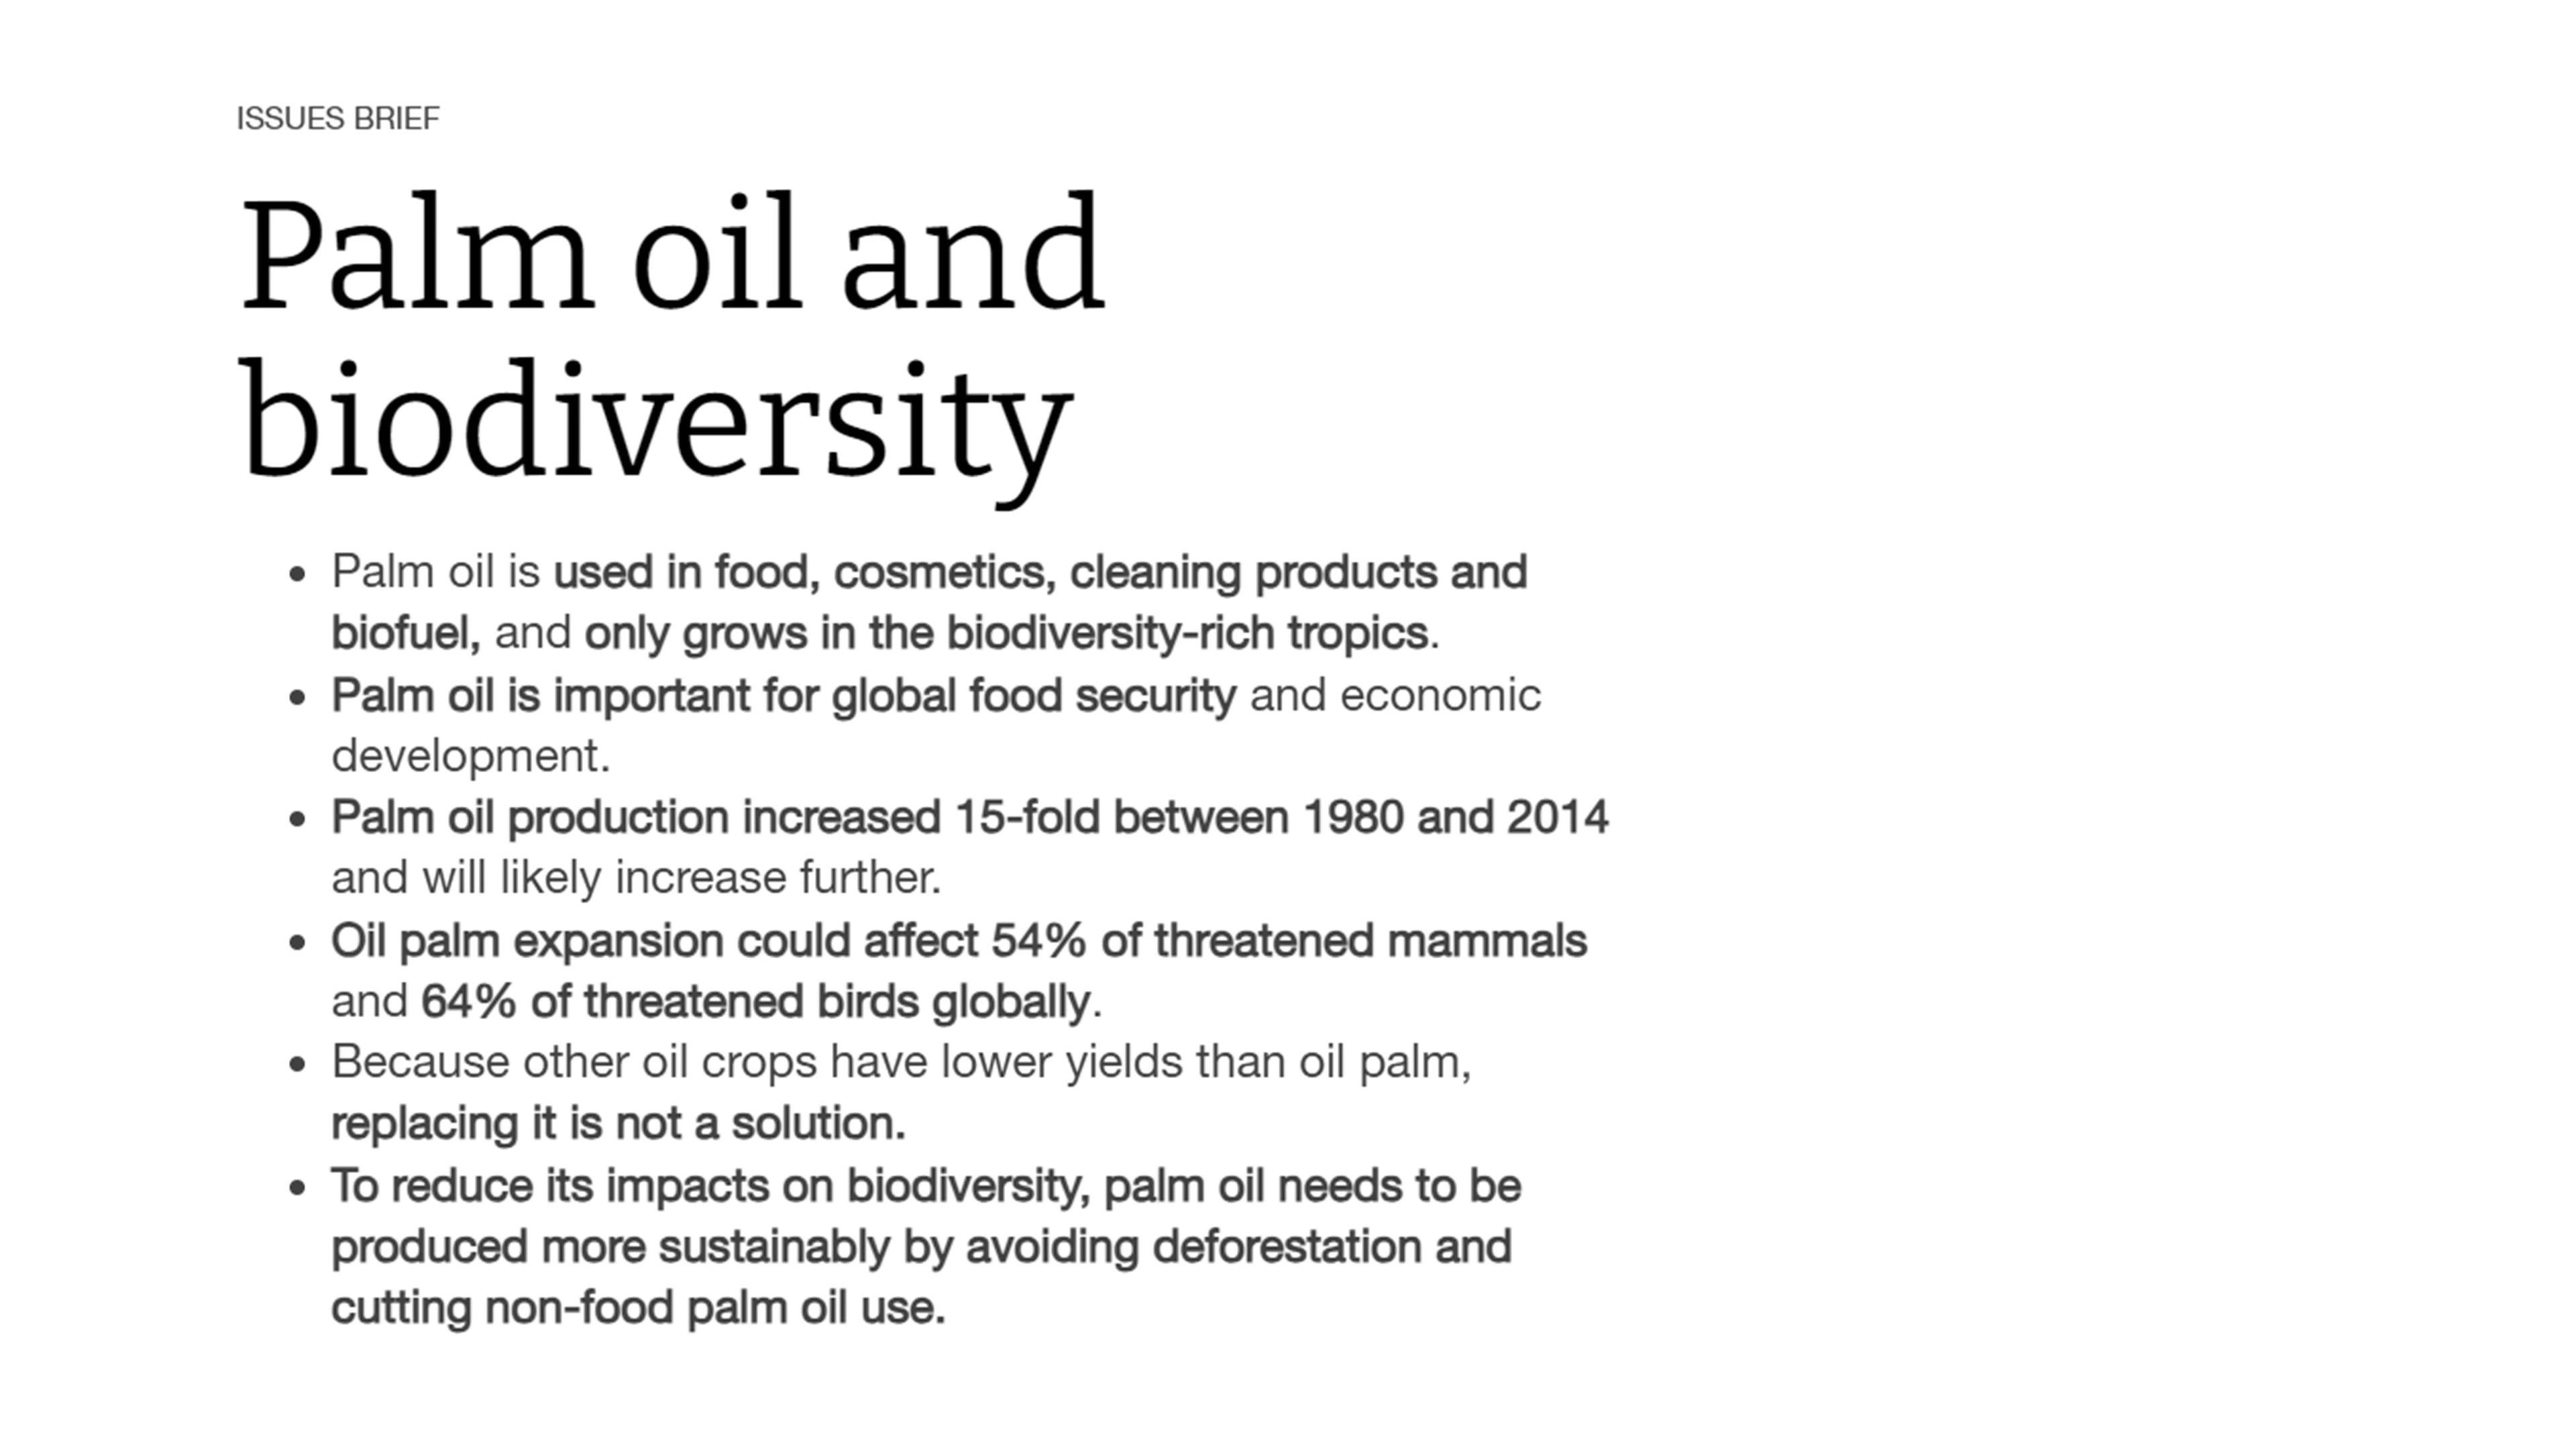 ISSUES BRIEF
Palm oil and
biodiversity
• Palm oil is used in food, cosmetics, cleaning products and
biofuel, and only grows in the biodiversity-rich tropics.
• Palm oil is important for global food security and economic
development.
• Palm oil production increased 15-fold between 1980 and 2014
and will likely increase further.
• Oil palm expansion could affect 54% of threatened mammals
and 64% of threatened birds globally.
• Because other oil crops have lower yields than oil palm,
replacing it is not a solution.
• To reduce its impacts on biodiversity, palm oil needs to be
produced more sustainably by avoiding deforestation and
cutting non-food palm oil use.